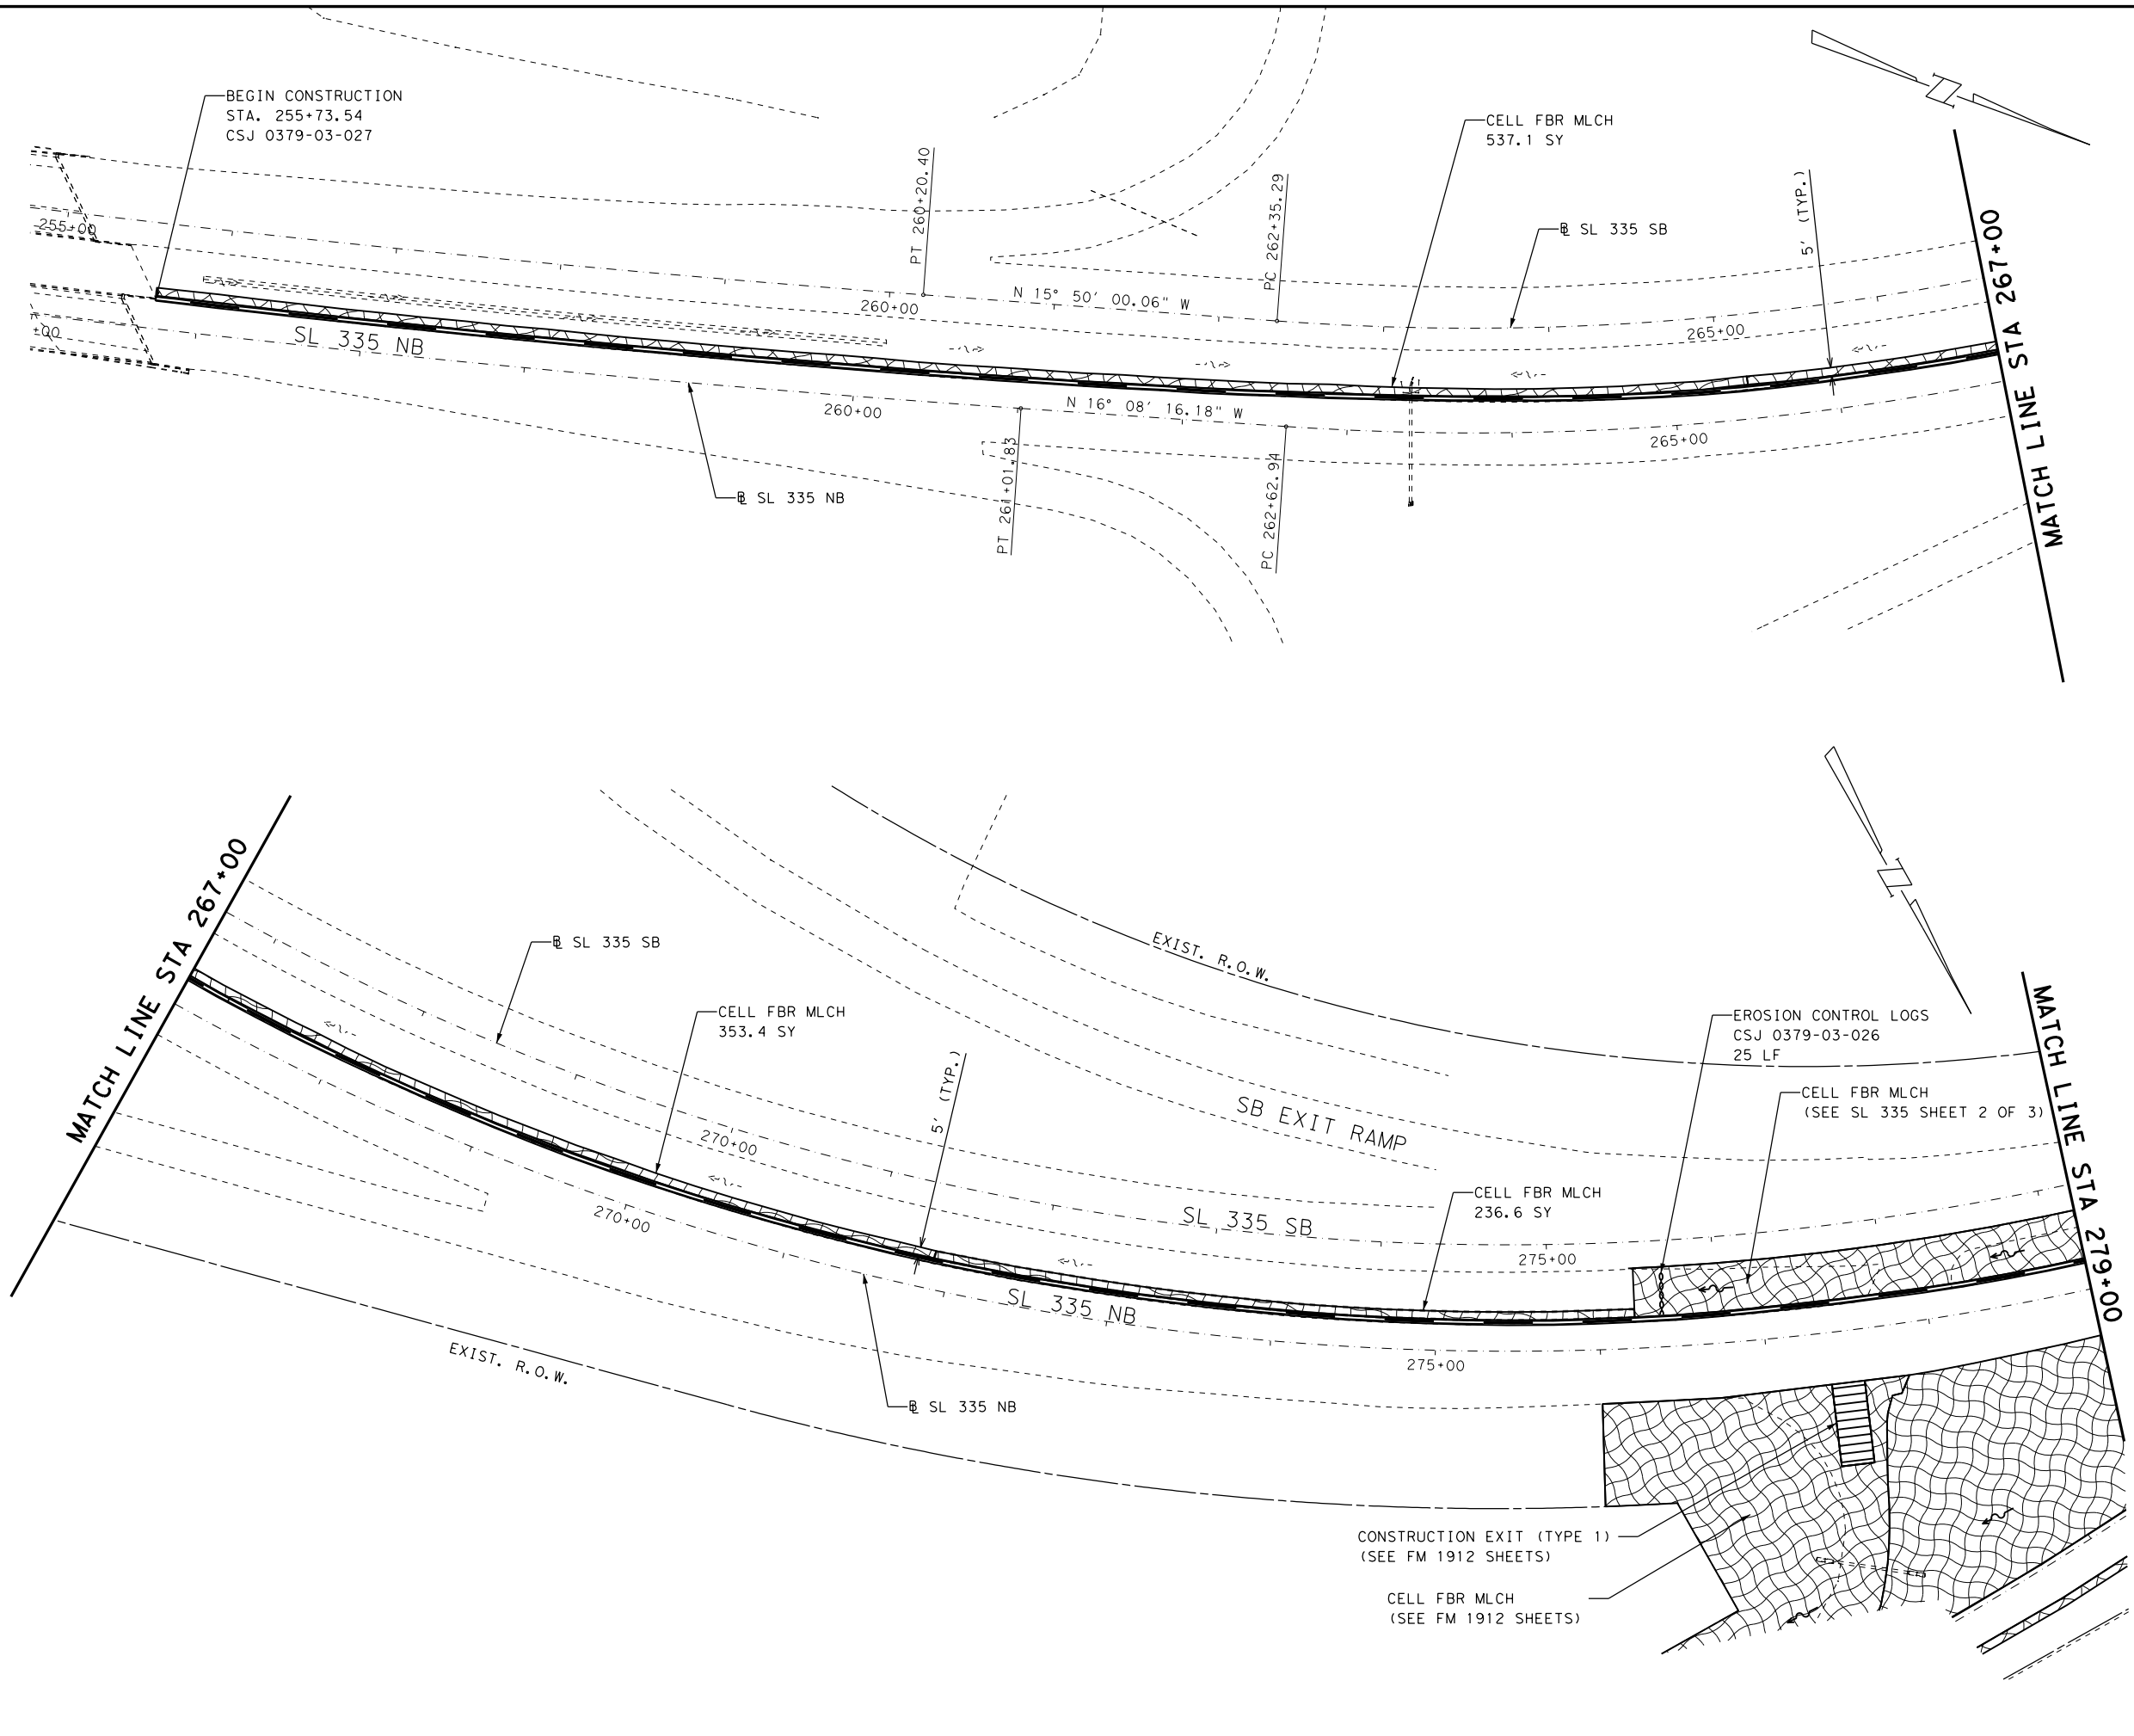 BEGIN CONSTRUCTION
STA. 255+73.54
CSJ 0379-03-027
CELL FBR MLCH
537.1 SY
PT 260+20.40
PC 262+35.29
5' (TYP.)
℄ SL 335 SB
255+00
N 15° 50' 00.06" W
260+00
265+00
MATCH LINE STA 267+00
+00
SL 335 NB
N 16° 08' 16.18" W
260+00
265+00
PT 261+01.83
PC 262+62.94
℄ SL 335 NB
MATCH LINE STA 267+00
℄ SL 335 SB
EXIST. R.O.W.
CELL FBR MLCH
353.4 SY
EROSION CONTROL LOGS
CSJ 0379-03-026
25 LF
MATCH LINE STA 279+00
5' (TYP.)
CELL FBR MLCH
(SEE SL 335 SHEET 2 OF 3)
SB EXIT RAMP
270+00
CELL FBR MLCH
236.6 SY
270+00
SL 335 SB
275+00
SL 335 NB
EXIST. R.O.W.
275+00
℄ SL 335 NB
CONSTRUCTION EXIT (TYPE 1)
(SEE FM 1912 SHEETS)
CELL FBR MLCH
(SEE FM 1912 SHEETS)